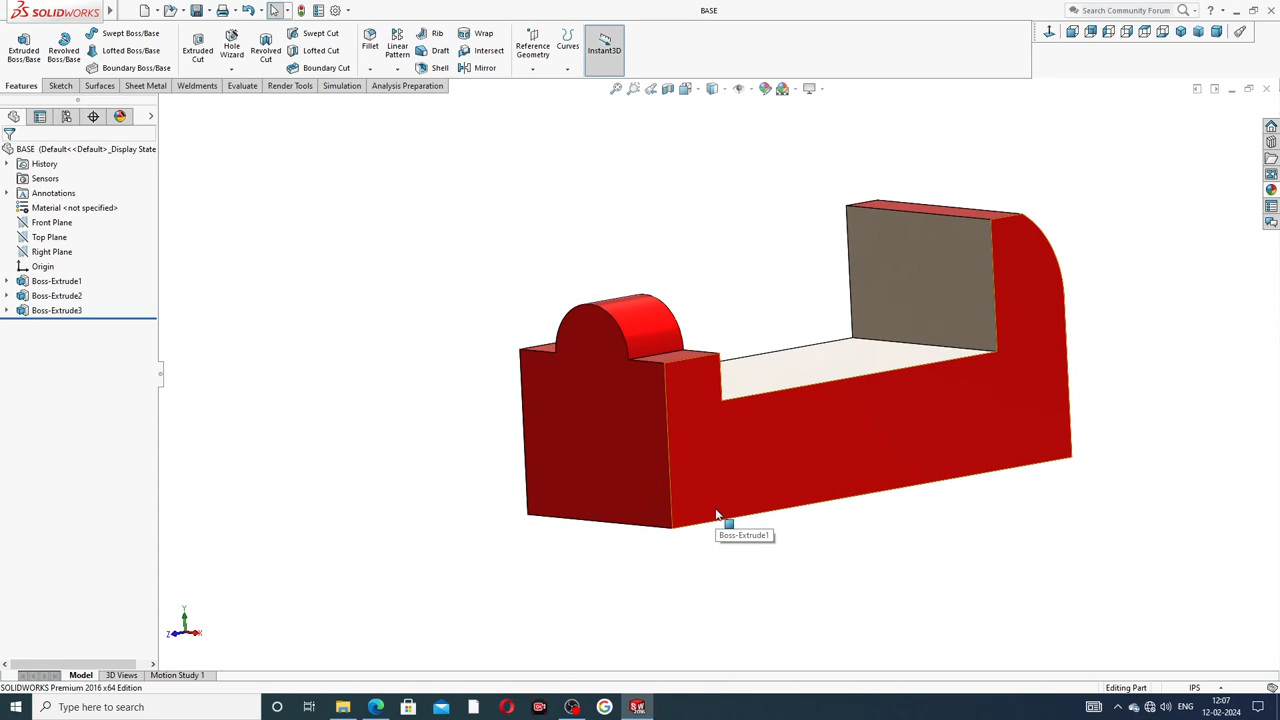 SOLIDWORKS
BASE
Search Community Forum
Extruded Boss/Base
Revolved Boss/Base
Swept Boss/Base
Lofted Boss/Base
Boundary Boss/Base
Extruded Cut
Hole Wizard
Revolved Cut
Swept Cut
Lofted Cut
Boundary Cut
Fillet
Linear Pattern
Rib
Draft
Shell
Wrap
Intersect
Mirror
Reference Geometry
Curves
Instant3D
Features
Sketch
Surfaces
Sheet Metal
Weldments
Evaluate
Render Tools
Simulation
Analysis Preparation
BASE (Default<<Default>_Display State
History
Sensors
Annotations
Material <not specified>
Front Plane
Top Plane
Right Plane
Origin
Boss-Extrude1
Boss-Extrude2
Boss-Extrude3
Boss-Extrude1
Y
Z
X
Model
3D Views
Motion Study 1
SOLIDWORKS Premium 2016 x64 Edition
Editing Part
IPS
Type here to search
ENG
12:07
12-02-2024